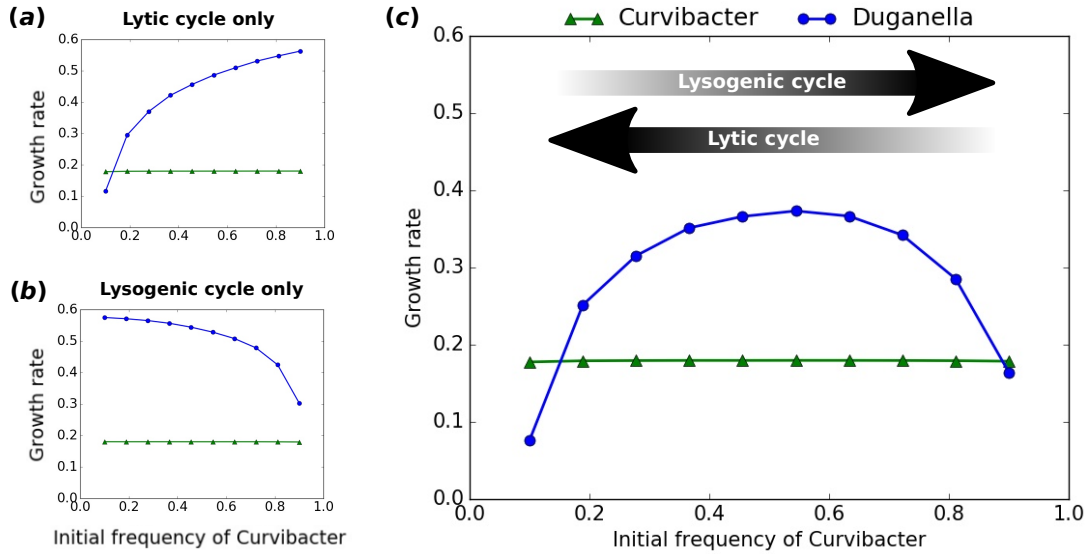 (a)
Lytic cycle only
0.6
0.5
0.4
0.3
0.2
0.1
0.0
Growth rate
0.0 0.2 0.4 0.6 0.8 1.0
(b)
Lysogenic cycle only
0.6
0.5
0.4
0.3
0.2
0.1
0.0
Growth rate
0.0 0.2 0.4 0.6 0.8 1.0
Initial frequency of Curvibacter
(c)
Curvibacter Duganella
Lysogenic cycle
Lytic cycle
0.6
0.5
0.4
0.3
0.2
0.1
0.0
Growth rate
0.0 0.2 0.4 0.6 0.8 1.0
Initial frequency of Curvibacter